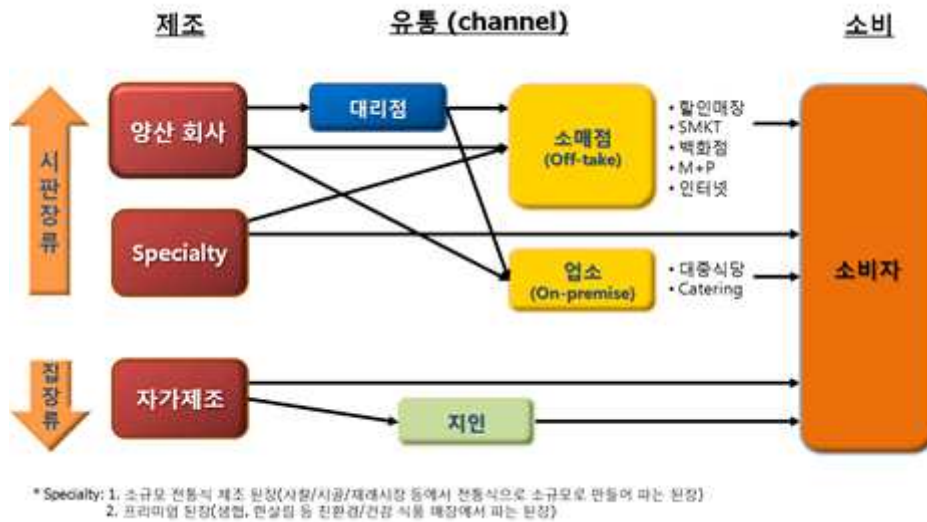 제조
유통 (channel)
소비
시판장류
양산 회사
대리점
소매점
(Off-take)
• 할인매장
• SMKT
• 백화점
• M+P
• 인터넷
소비자
Specialty
업소
(On-premise)
• 대중식당
• Catering
집장류
자가제조
지인
* Specialty: 1. 소규모 전통식 제조 된장(사찰/시골/재래시장 등에서 전통식으로 소규모로 만들어 파는 된장)
2. 프리미엄 된장(생협, 한살림 등 친환경/건강 식품 매장에서 파는 된장)